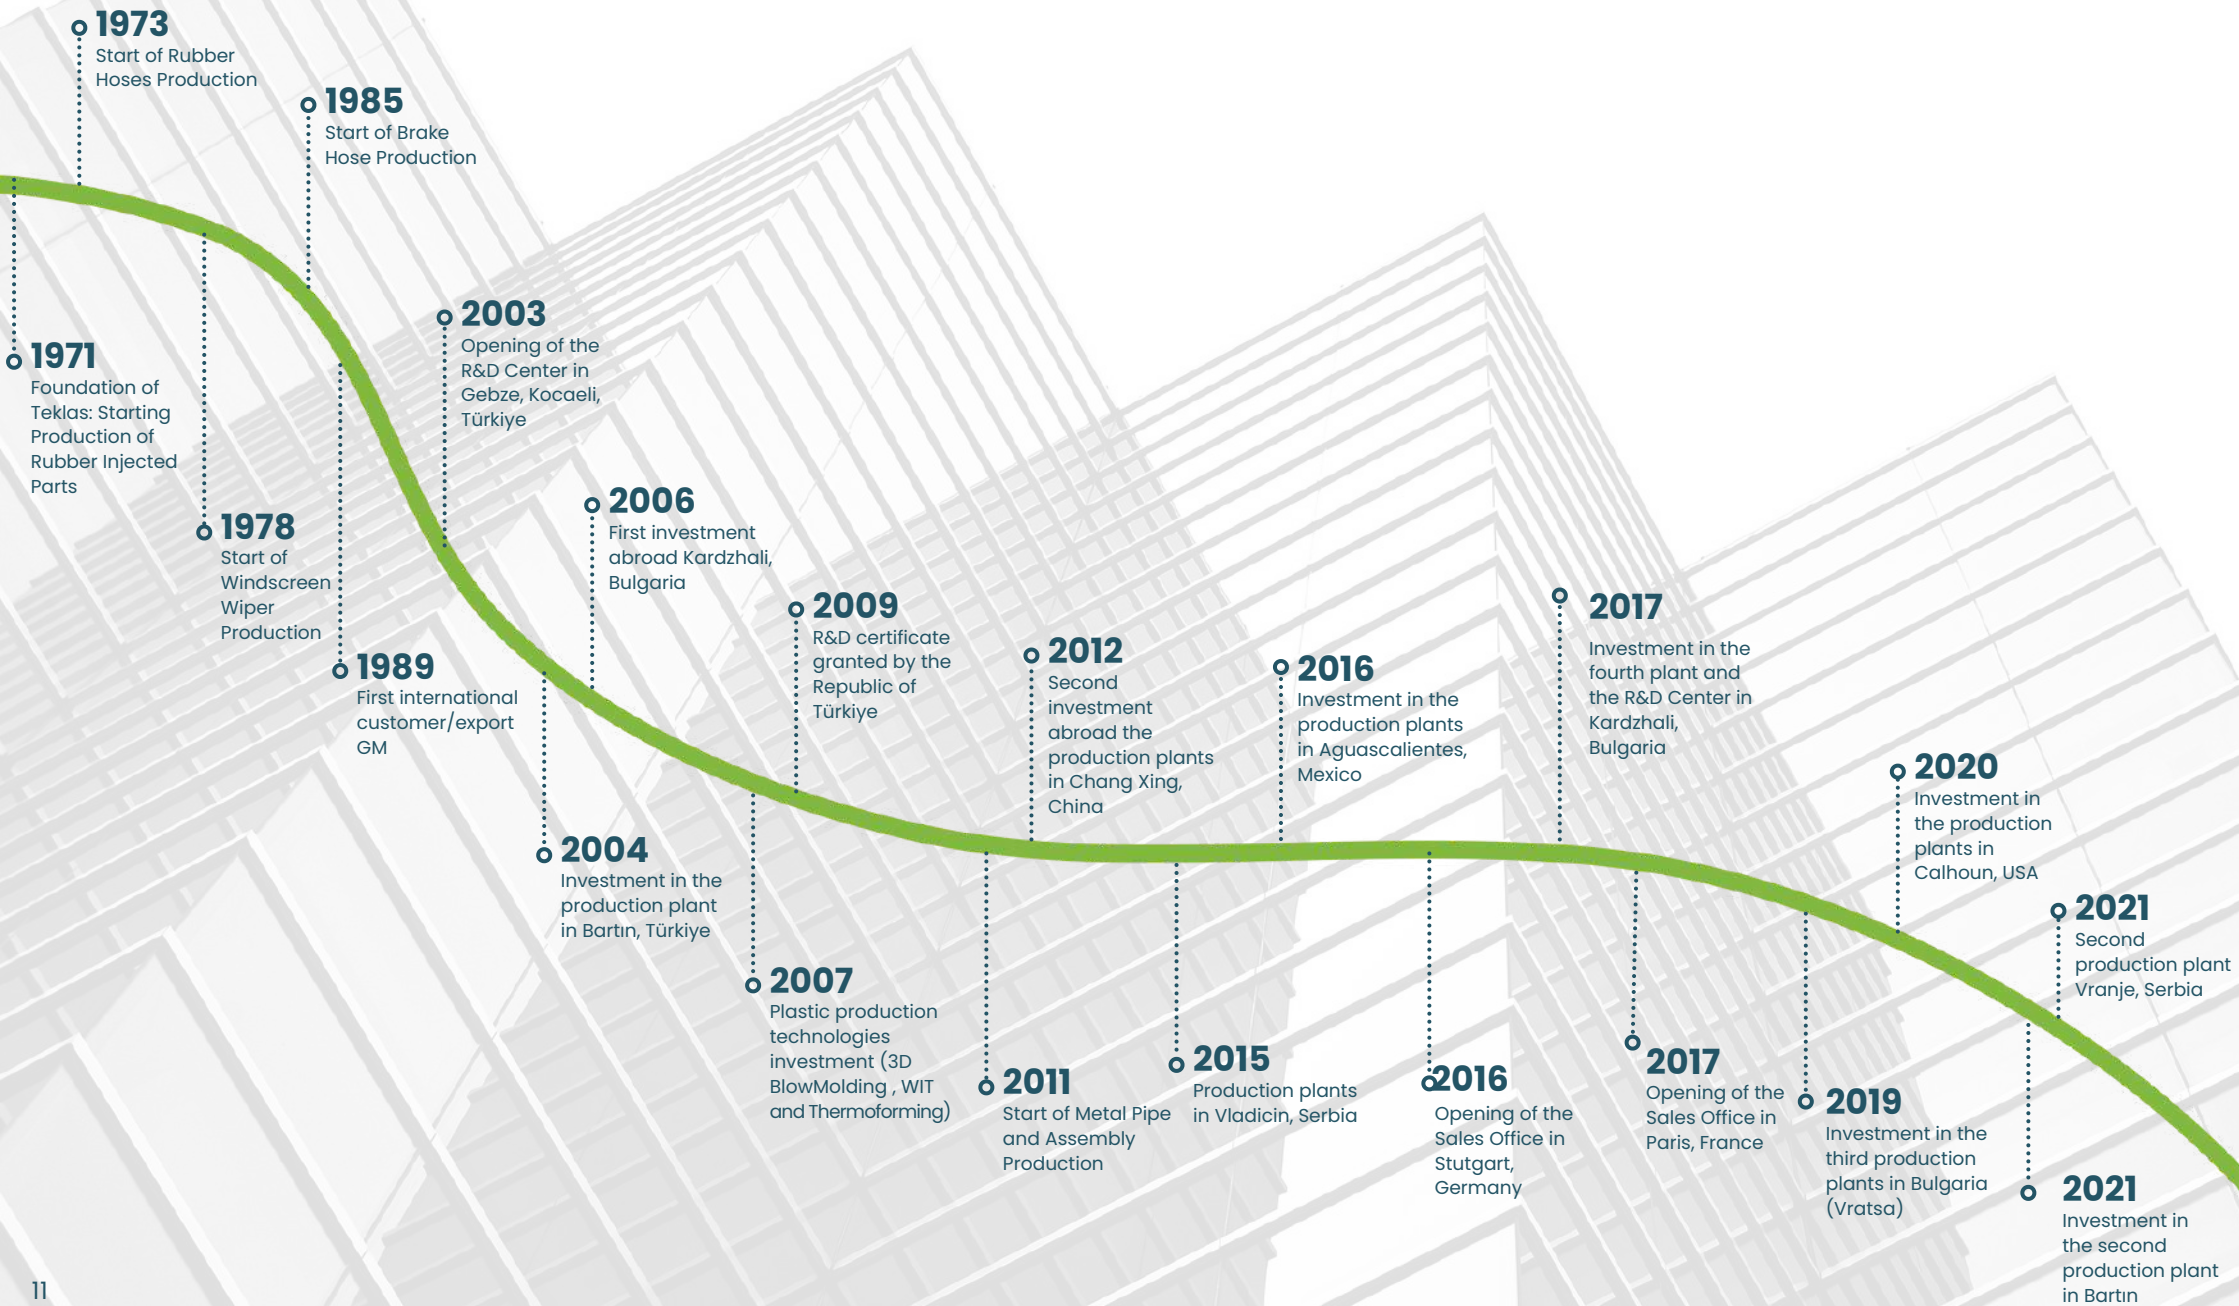 1973
Start of Rubber
Hoses Production
1985
Start of Brake
Hose Production
1971
Foundation of
Teklas: Starting
Production of
Rubber Injected
Parts
1978
Start of
Windscreen
Wiper
Production
1989
First international
customer/export
GM
2003
Opening of the
R&D Center in
Gebze, Kocaeli,
Türkiye
2004
Investment in the
production plant
in Bartın, Türkiye
2006
First investment
abroad Kardzhali,
Bulgaria
2007
Plastic production
technologies
investment (3D
BlowMolding , WIT
and Thermoforming)
2009
R&D certificate
granted by the
Republic of
Türkiye
2011
Start of Metal Pipe
and Assembly
Production
2012
Second
investment
abroad the
production plants
in Chang Xing,
China
2015
Production plants
in Vladicin, Serbia
2016
Investment in the
production plants
in Aguascalientes,
Mexico
2016
Opening of the
Sales Office in
Stutgart,
Germany
2017
Investment in the
fourth plant and
the R&D Center in
Kardzhali,
Bulgaria
2017
Opening of the
Sales Office in
Paris, France
2019
Investment in the
third production
plants in Bulgaria
(Vratsa)
2020
Investment in
the production
plants in
Calhoun, USA
2021
Second
production plant
Vranje, Serbia
2021
Investment in
the second
production plant
in Bartın
11